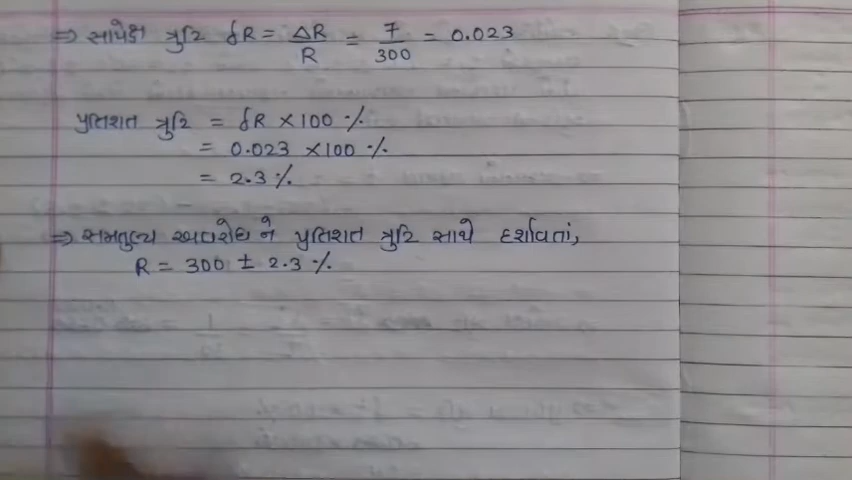 ⇒ સાપેક્ષ ત્રુટિ δR = ΔR/R = 7/300 = 0.023
પ્રતિશત ત્રુટિ = δR × 100 %
= 0.023 × 100 %
= 2.3 %
⇒ સમતુલ્ય અવરોધ ને પ્રતિશત ત્રુટિ સાથે દર્શાવતાં,
R = 300 ± 2.3 %